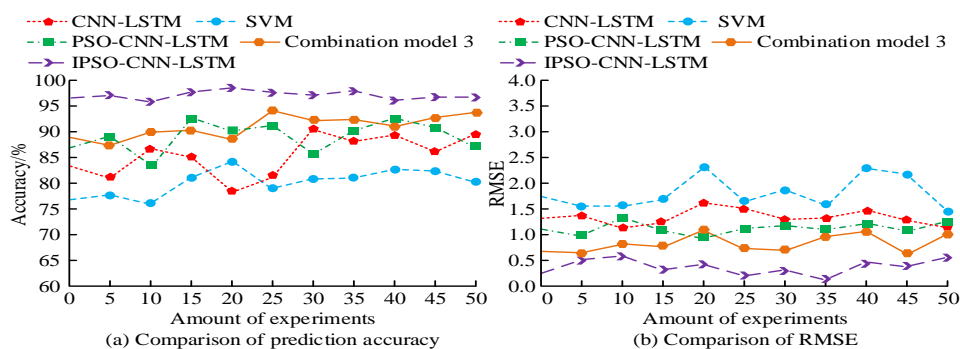 CNN-LSTM
SVM
PSO-CNN-LSTM
Combination model 3
IPSO-CNN-LSTM
100
95
90
85
80
75
70
65
60
Accuracy/%
0 5 10 15 20 25 30 35 40 45 50
Amount of experiments
(a) Comparison of prediction accuracy
CNN-LSTM
SVM
PSO-CNN-LSTM
Combination model 3
IPSO-CNN-LSTM
4.0
3.5
3.0
2.5
2.0
1.5
1.0
0.5
0.0
RMSE
0 5 10 15 20 25 30 35 40 45 50
Amount of experiments
(b) Comparison of RMSE